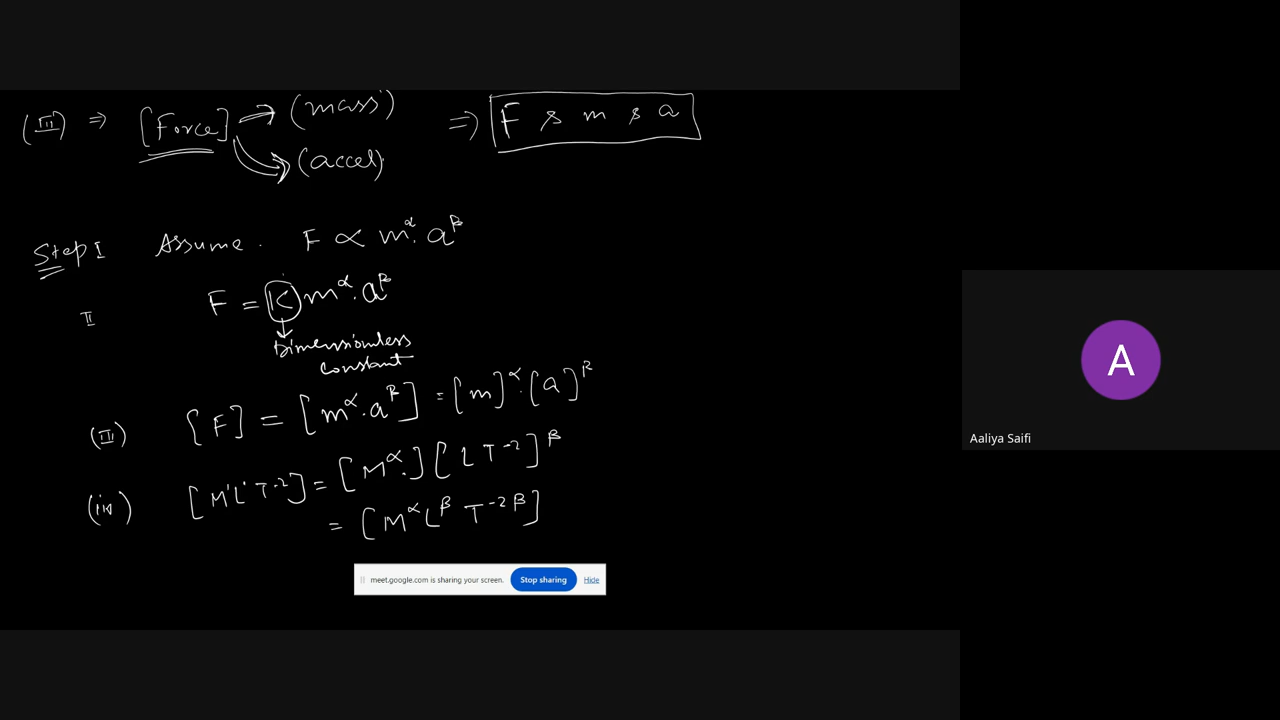 (III) ⇒ [Force] → (mass) ⇒ F & m & a
(accel)
Step I Assume. F ∝ m^α . a^β
II F = K m^α . a^β
Dimensionless
constant
(III) [F] = [m^α . a^β] = [m]^α . [a]^β
(iv) [M¹L¹T⁻²] = [M^α.] [L T⁻²]^β
= [M^α L^β T^-2β]
meet.google.com is sharing your screen. Stop sharing Hide
A
Aaliya Saifi